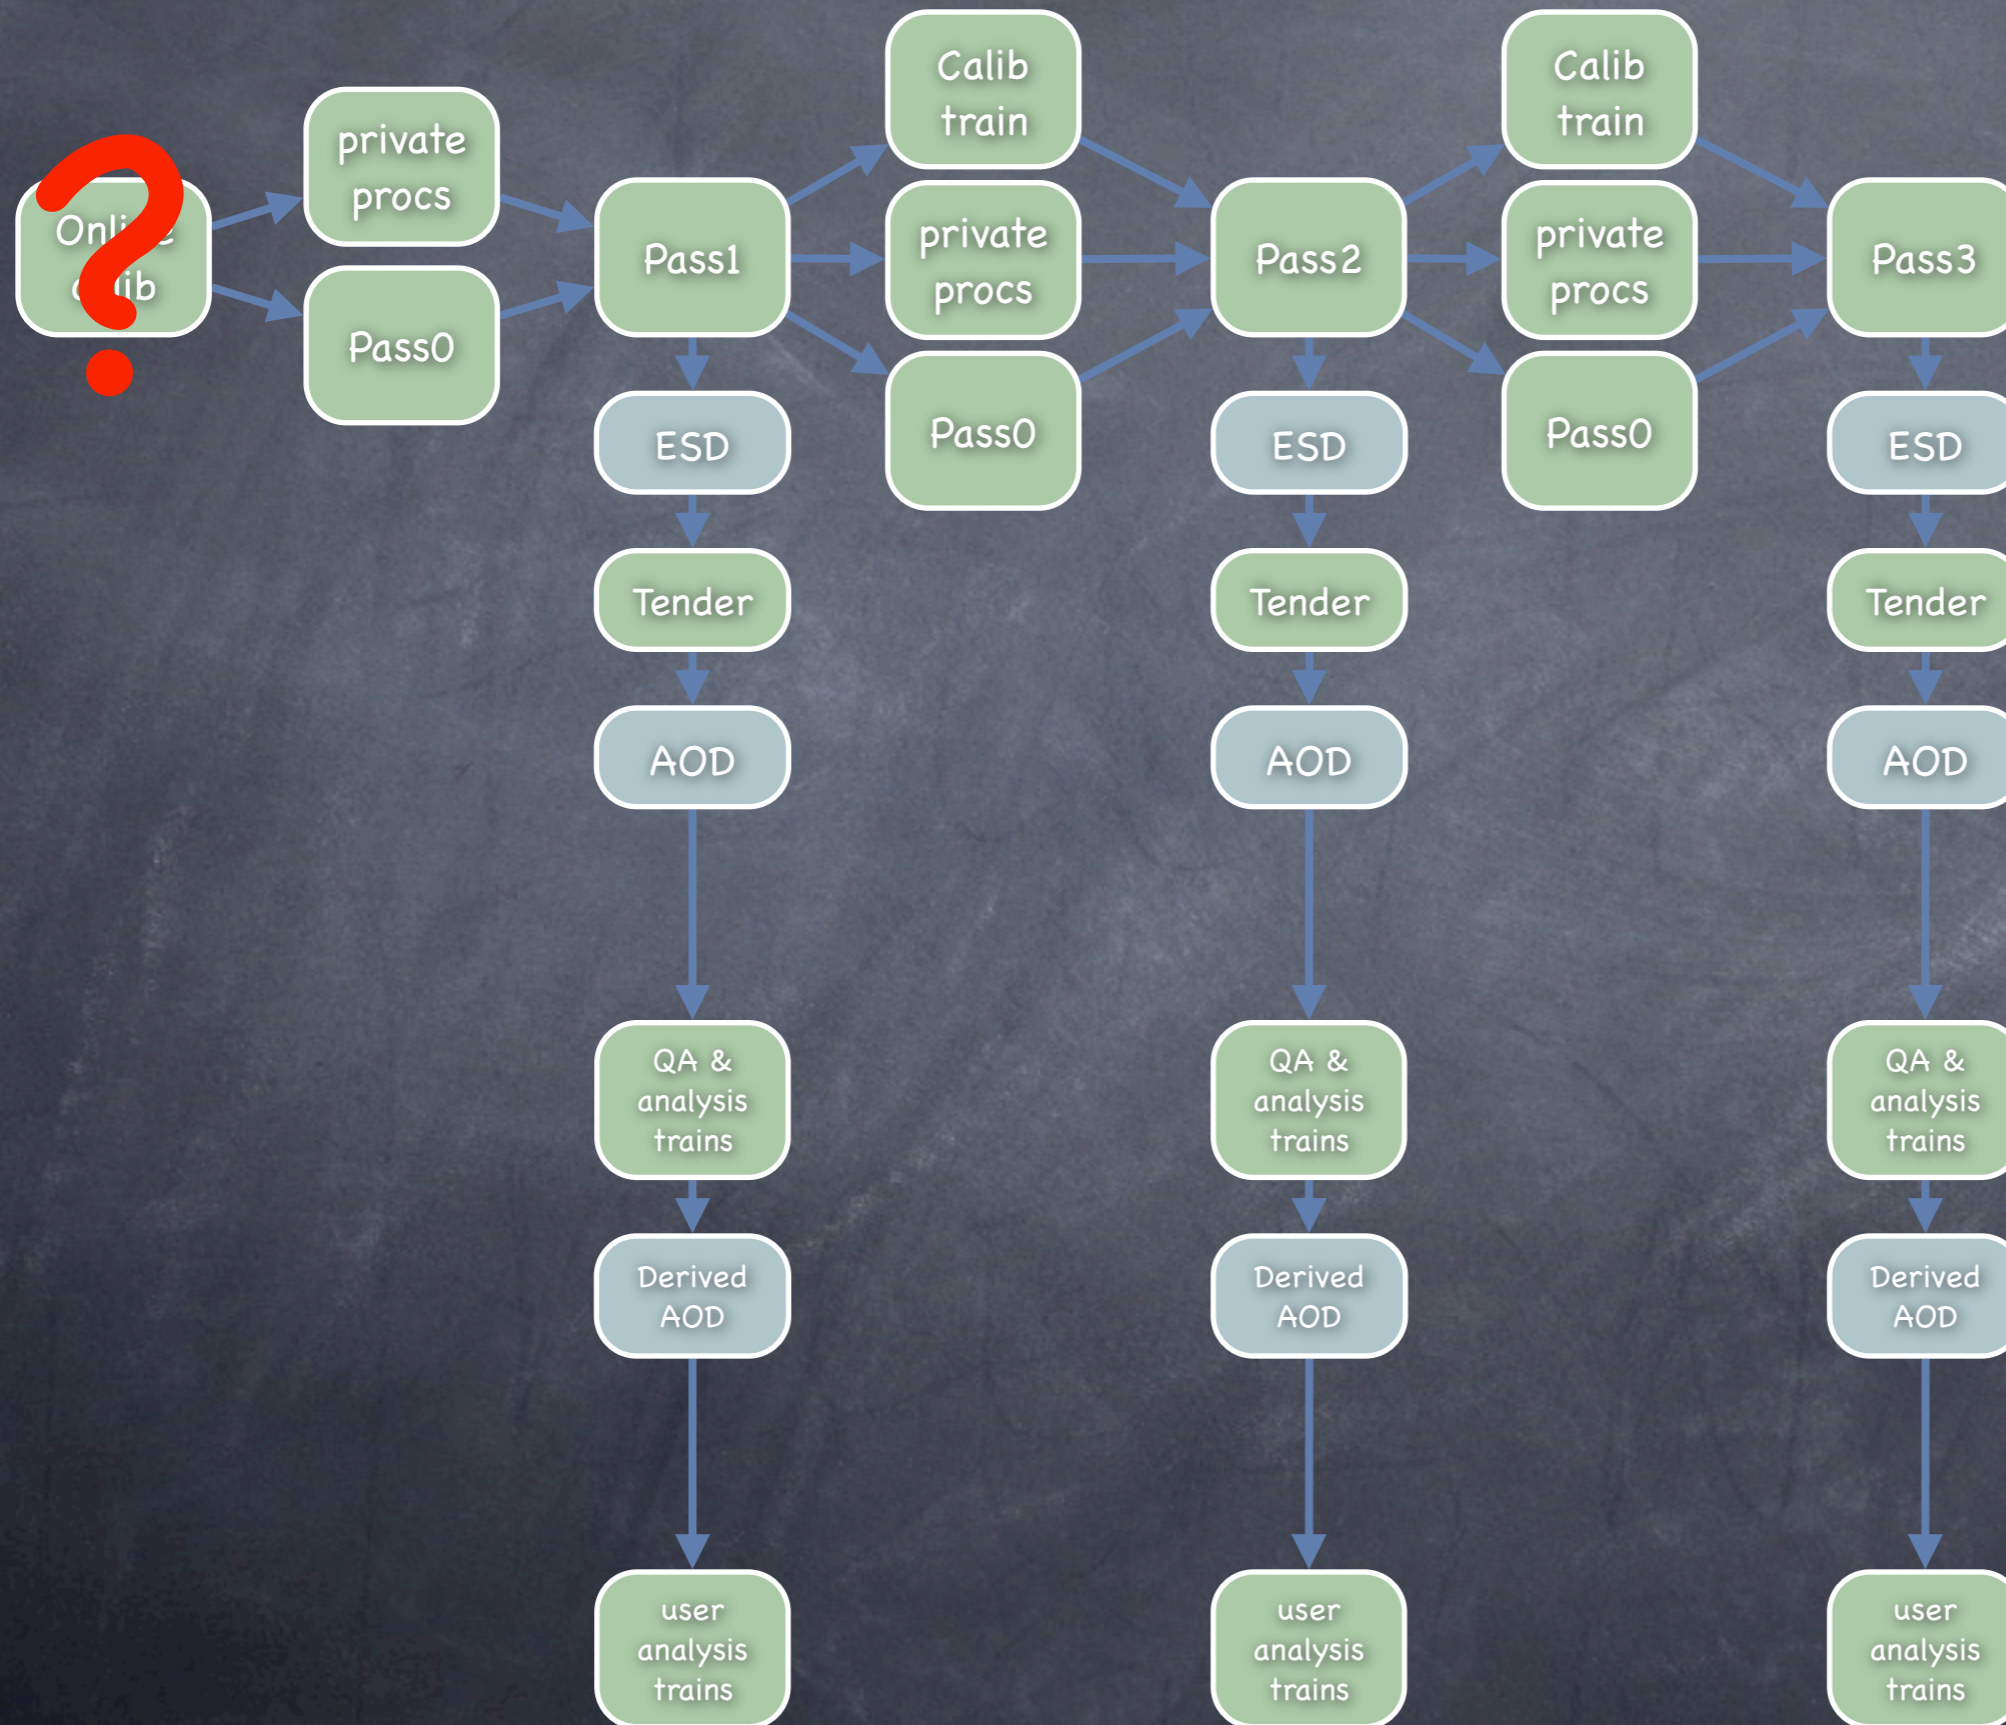 Calib
train
Calib
train
private
procs
Pass1
private
procs
Pass2
private
procs
Pass3
Pass0
ESD
Pass0
ESD
Pass0
ESD
Tender
Tender
Tender
AOD
AOD
AOD
QA &
analysis
trains
QA &
analysis
trains
QA &
analysis
trains
Derived
AOD
Derived
AOD
Derived
AOD
user
analysis
trains
user
analysis
trains
user
analysis
trains